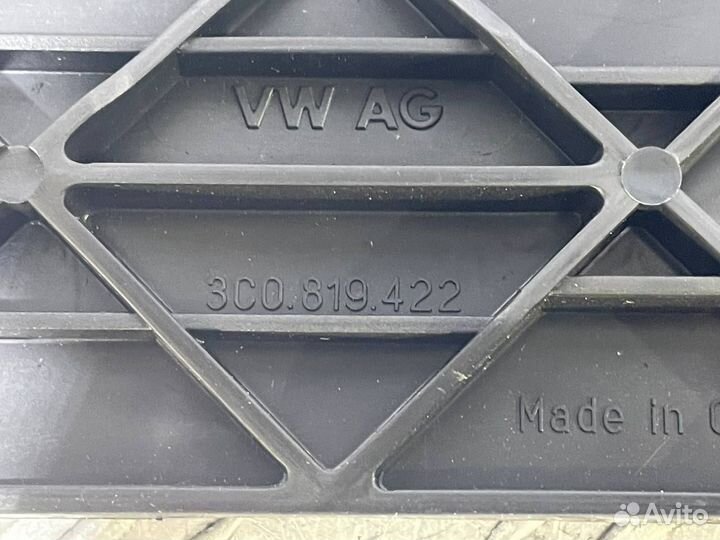 VW AG
3C0.819.422
Made in
Avito